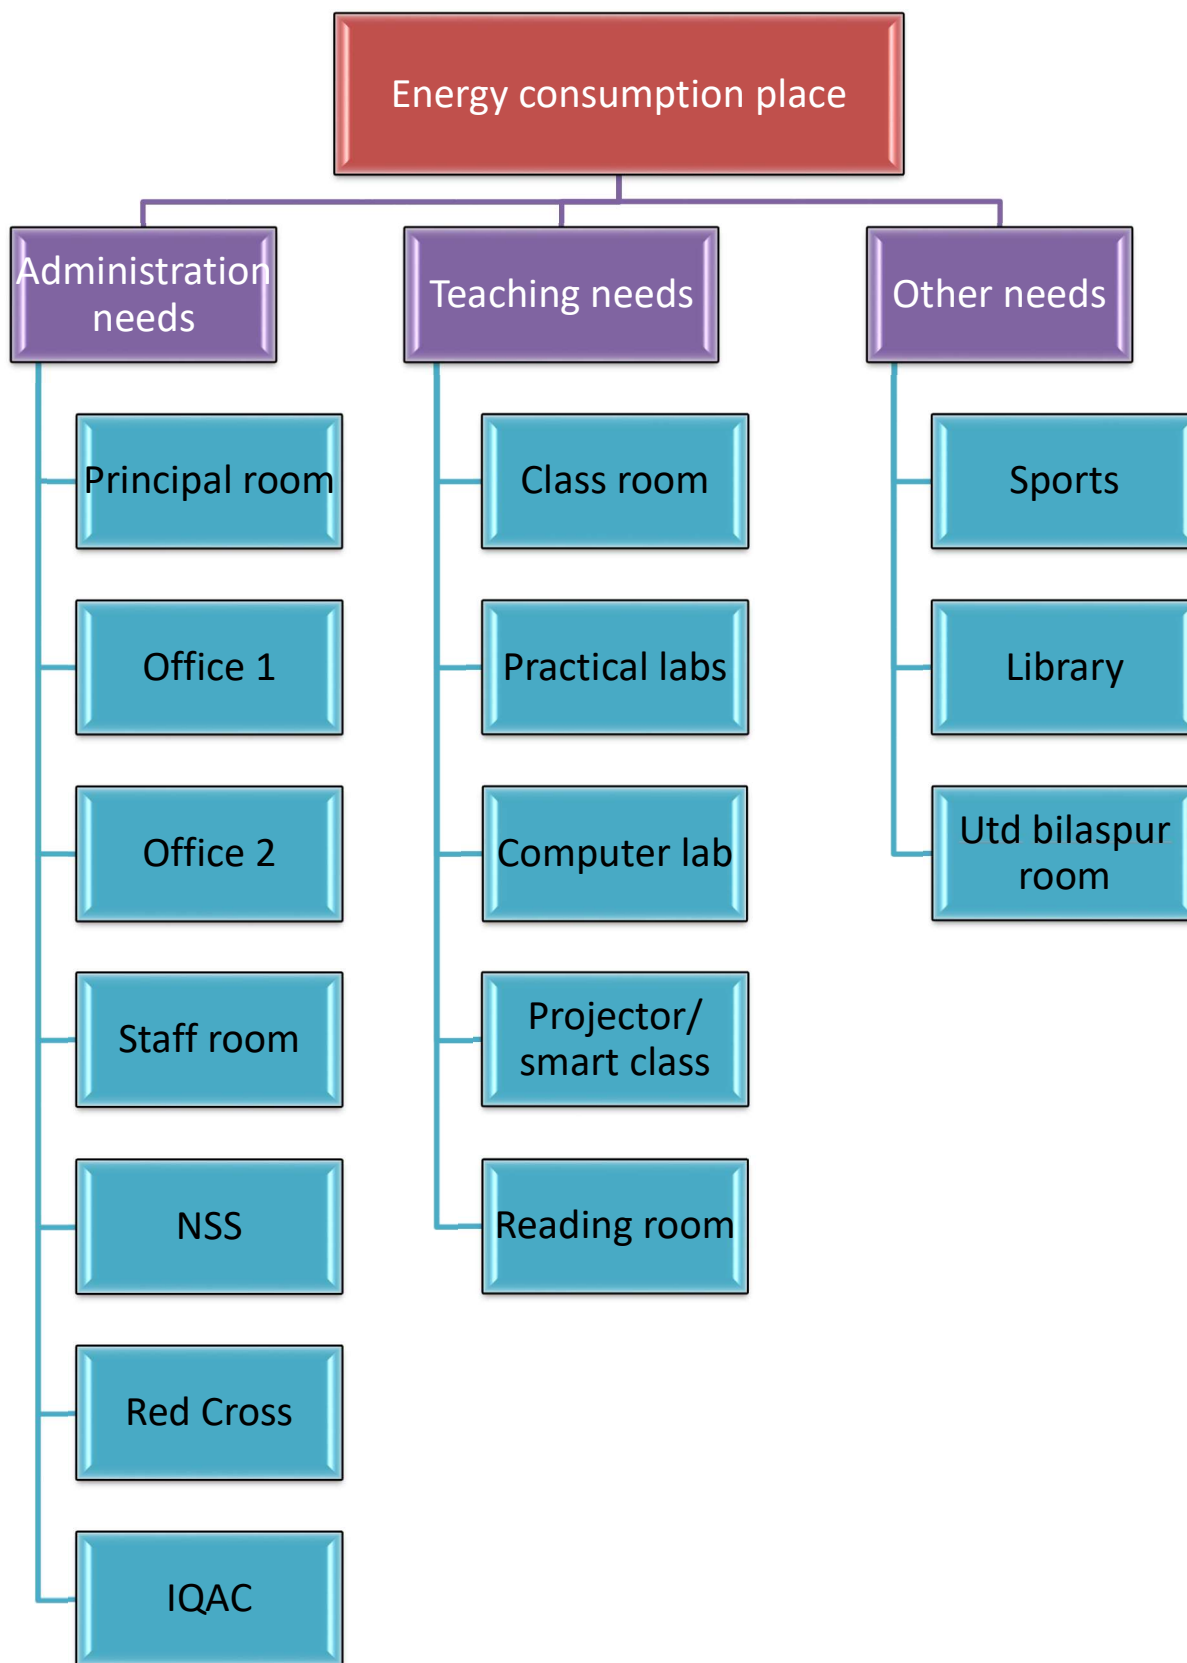 Energy consumption place
Administration
needs
Teaching needs
Other needs
Principal room
Office 1
Office 2
Staff room
NSS
Red Cross
IQAC
Class room
Practical labs
Computer lab
Projector/
smart class
Reading room
Sports
Library
Utd bilaspur
room